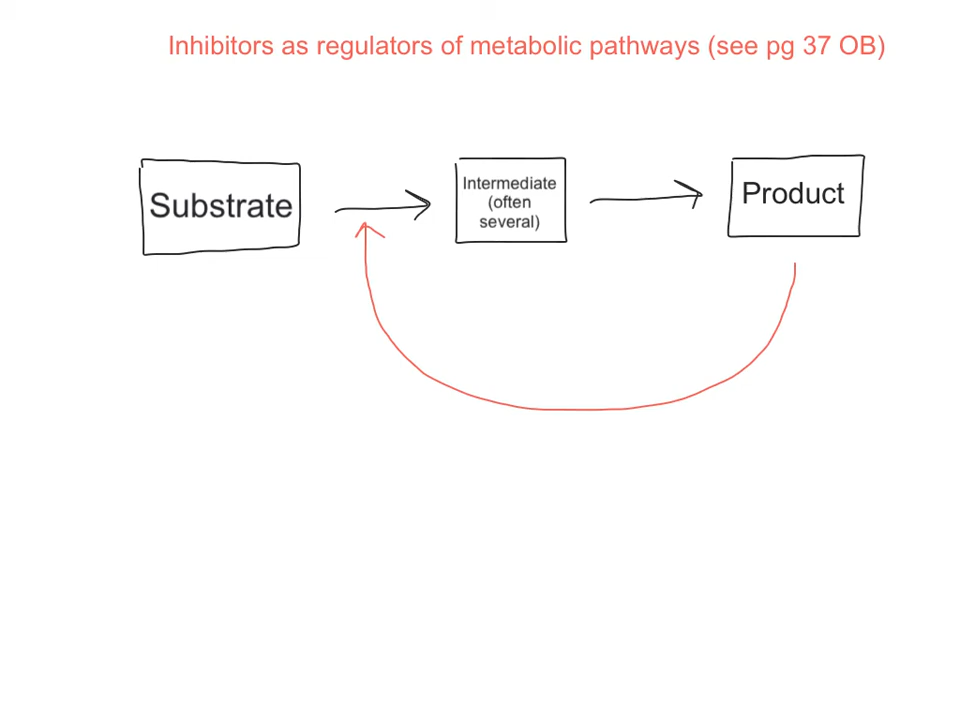 Inhibitors as regulators of metabolic pathways (see pg 37 OB)
Substrate
Intermediate
(often
several)
Product